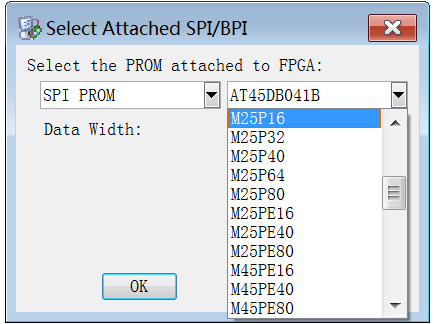 Select Attached SPI/BPI
Select the PROM attached to FPGA:
SPI PROM
AT45DB041B
Data Width:
M25P16
M25P32
M25P40
M25P64
M25P80
M25PE16
M25PE40
M25PE80
M45PE16
M45PE40
M45PE80
OK